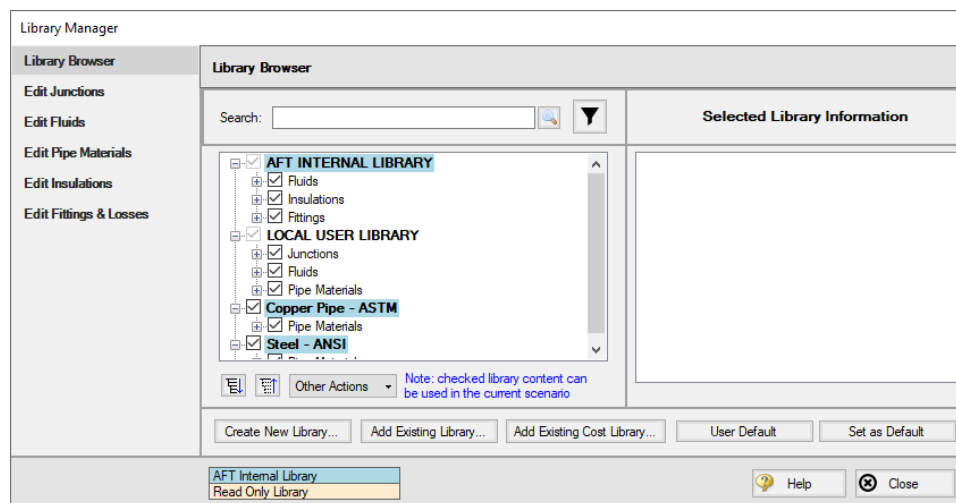 Library Manager
Library Browser
Edit Junctions
Edit Fluids
Edit Pipe Materials
Edit Insulations
Edit Fittings & Losses
Library Browser
Search:
Selected Library Information
AFT INTERNAL LIBRARY
Fluids
Insulations
Fittings
LOCAL USER LIBRARY
Junctions
Fluids
Pipe Materials
Copper Pipe - ASTM
Pipe Materials
Steel - ANSI
Other Actions
Note: checked library content can
be used in the current scenario
Create New Library...
Add Existing Library...
Add Existing Cost Library...
User Default
Set as Default
AFT Internal Library
Read Only Library
Help
Close